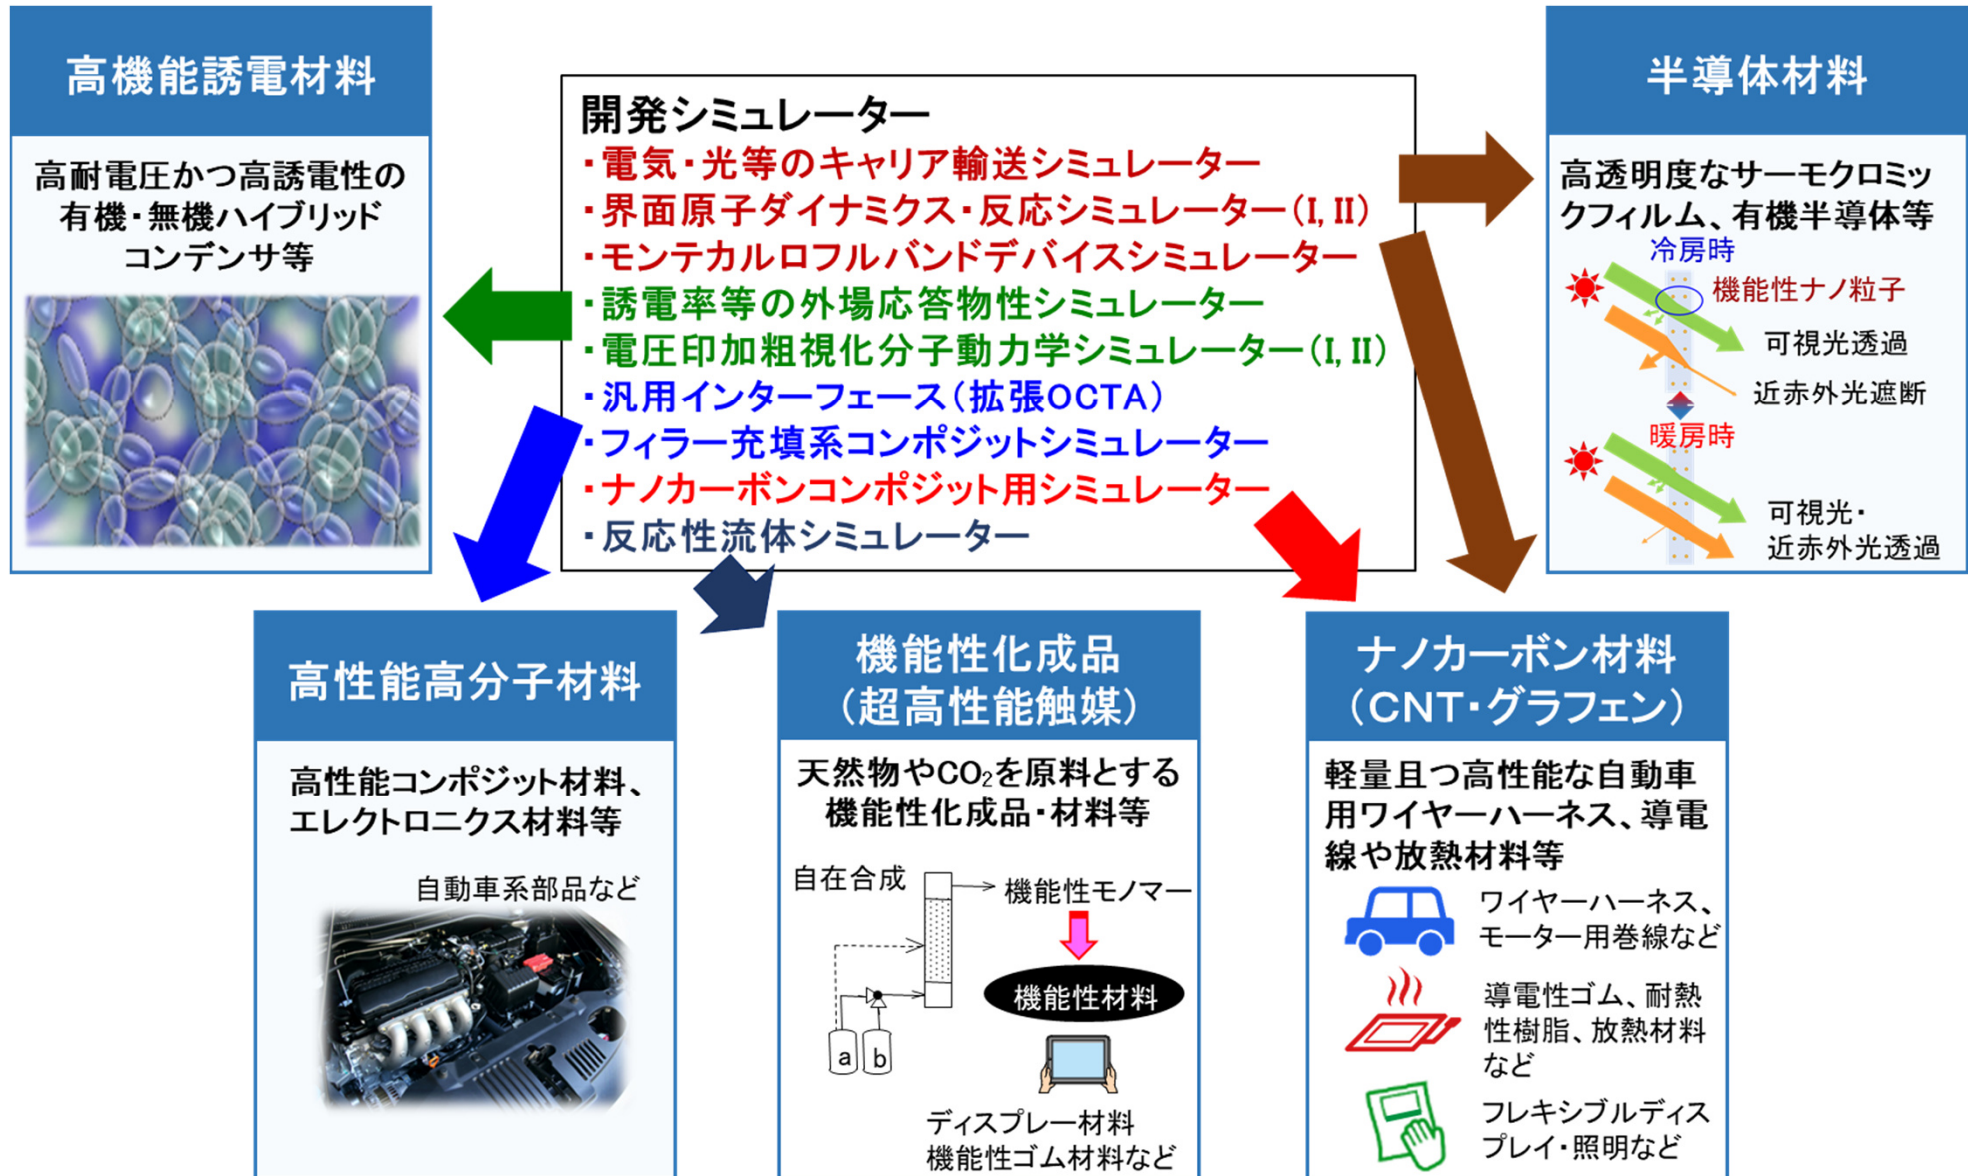 高機能誘電材料
高耐電圧かつ高誘電性の
有機・無機ハイブリッド
コンデンサ等
開発シミュレーター
・電気・光等のキャリア輸送シミュレーター
・界面原子ダイナミクス・反応シミュレーター(I, II)
・モンテカルロフルバンドデバイスシミュレーター
・誘電率等の外場応答物性シミュレーター
・電圧印加粗視化分子動力学シミュレーター(I, II)
・汎用インターフェース(拡張OCTA)
・フィラー充填系コンポジットシミュレーター
・ナノカーボンコンポジット用シミュレーター
・反応性流体シミュレーター
半導体材料
高透明度なサーモクロミッ
クフィルム、有機半導体等
冷房時
機能性ナノ粒子
可視光透過
近赤外光遮断
暖房時
可視光・
近赤外光透過
高性能高分子材料
高性能コンポジット材料、
エレクトロニクス材料等
自動車系部品など
機能性化成品
(超高性能触媒)
天然物やCO₂を原料とする
機能性化成品・材料等
自在合成
機能性モノマー
機能性材料
a b
ディスプレー材料
機能性ゴム材料など
ナノカーボン材料
(CNT・グラフェン)
軽量且つ高性能な自動車
用ワイヤーハーネス、導電
線や放熱材料等
ワイヤーハーネス、
モーター用巻線など
導電性ゴム、耐熱
性樹脂、放熱材料
など
フレキシブルディス
プレイ・照明など